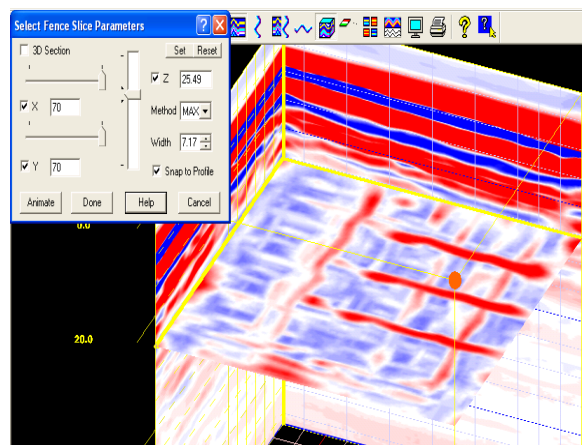 Select Fence Slice Parameters
3D Section
Set Reset
Z 25.49
X 70
Method MAX
Width 7.17
Y 70
Snap to Profile
Animate Done Help Cancel
0.0
20.0